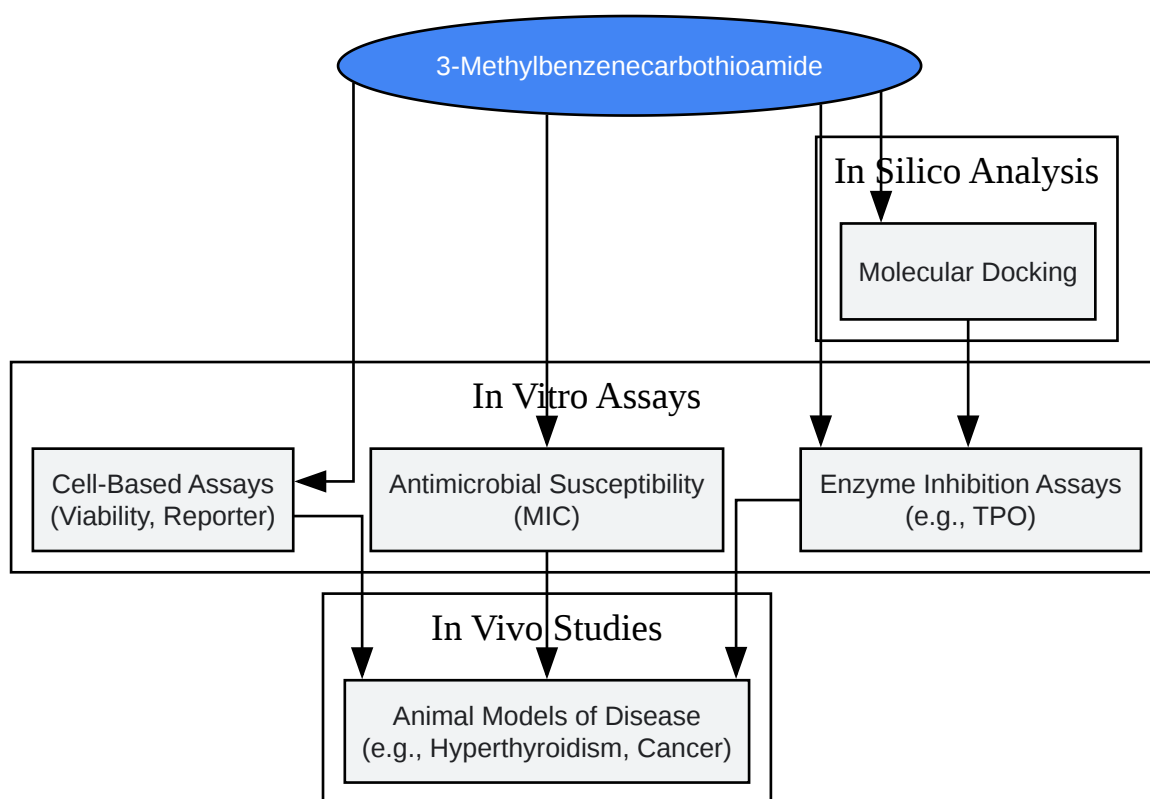 3-Methylbenzenecarbothioamide
In Silico Analysis
Molecular Docking
In Vitro Assays
Cell-Based Assays
(Viability, Reporter)
Antimicrobial Susceptibility
(MIC)
Enzyme Inhibition Assays
(e.g., TPO)
In Vivo Studies
Animal Models of Disease
(e.g., Hyperthyroidism, Cancer)